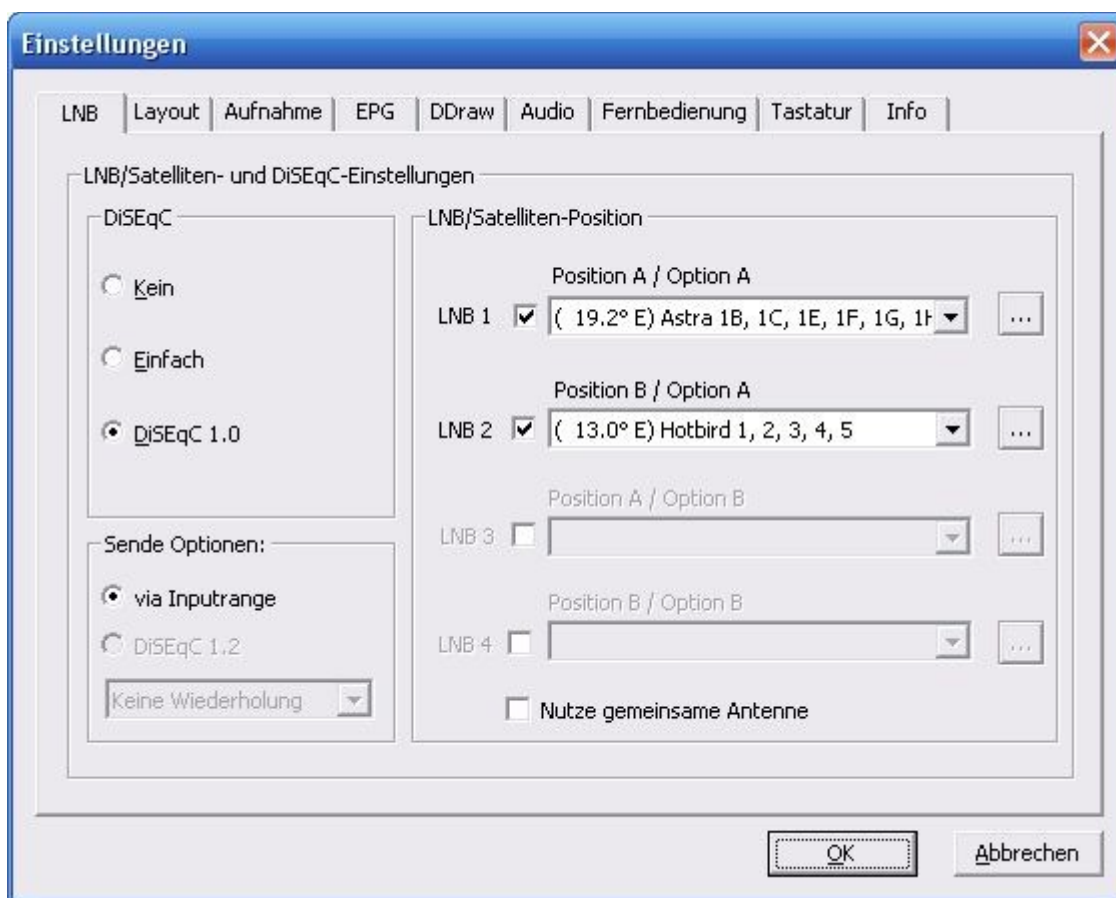 Einstellungen
LNB Layout Aufnahme EPG DDraw Audio Fernbedienung Tastatur Info
LNB/Satelliten- und DiSEqC-Einstellungen
DiSEqC
Kein
Einfach
DiSEqC 1.0
Sende Optionen:
via Inputrange
DiSEqC 1.2
Keine Wiederholung
LNB/Satelliten-Position
Position A / Option A
LNB 1 ( 19.2° E) Astra 1B, 1C, 1E, 1F, 1G, 1H ...
Position B / Option A
LNB 2 ( 13.0° E) Hotbird 1, 2, 3, 4, 5 ...
Position A / Option B
LNB 3 ...
Position B / Option B
LNB 4 ...
Nutze gemeinsame Antenne
OK Abbrechen